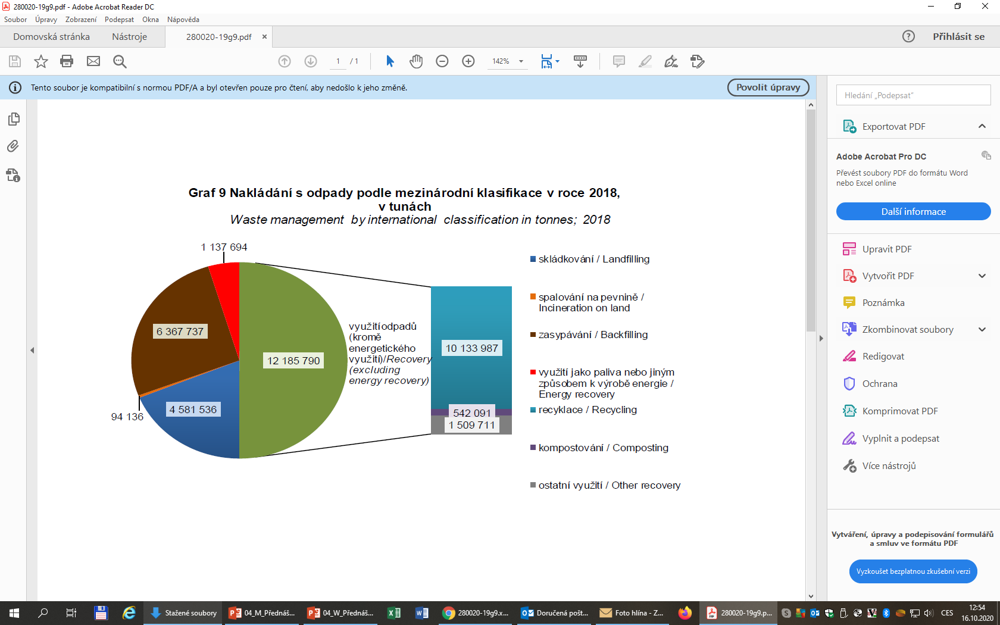 280020-19g9.pdf - Adobe Acrobat Reader DC
Soubor Úpravy Zobrazení Podepsat Okna Nápověda
Domovská stránka Nástroje 280020-19g9.pdf × Přihlásit se
1 / 1 142%
Tento soubor je kompatibilní s normou PDF/A a byl otevřen pouze pro čtení, aby nedošlo k jeho změně. Povolit úpravy
Graf 9 Nakládání s odpady podle mezinárodní klasifikace v roce 2018,
v tunách
Waste management by international classification in tonnes; 2018
1 137 694
6 367 737
12 185 790
4 581 536
94 136
využití odpadů
(kromě
energetického
využití)/Recovery
(excluding
energy recovery)
10 133 987
542 091
1 509 711
skládkování / Landfilling
spalování na pevnině /
Incineration on land
zasypávání / Backfilling
využití jako paliva nebo jiným
způsobem k výrobě energie /
Energy recovery
recyklace / Recycling
kompostování / Composting
ostatní využití / Other recovery
Hledání „Podepsat"
Exportovat PDF
Adobe Acrobat Pro DC
Převést soubory PDF do formátu Word
nebo Excel online
Další informace
Upravit PDF
Vytvořit PDF
Poznámka
Zkombinovat soubory
Redigovat
Ochrana
Komprimovat PDF
Vyplnit a podepsat
Více nástrojů
Vytváření, úpravy a podepisování formulářů
a smluv ve formátu PDF
Vyzkoušet bezplatnou zkušební verzi
Stažené soubory 04_M_Přednáš... 04_W_Přednáš... 280020-19g9.x... Doručená pošt... Foto hlína - Z... 280020-19g9.p... CES 12:54
16.10.2020